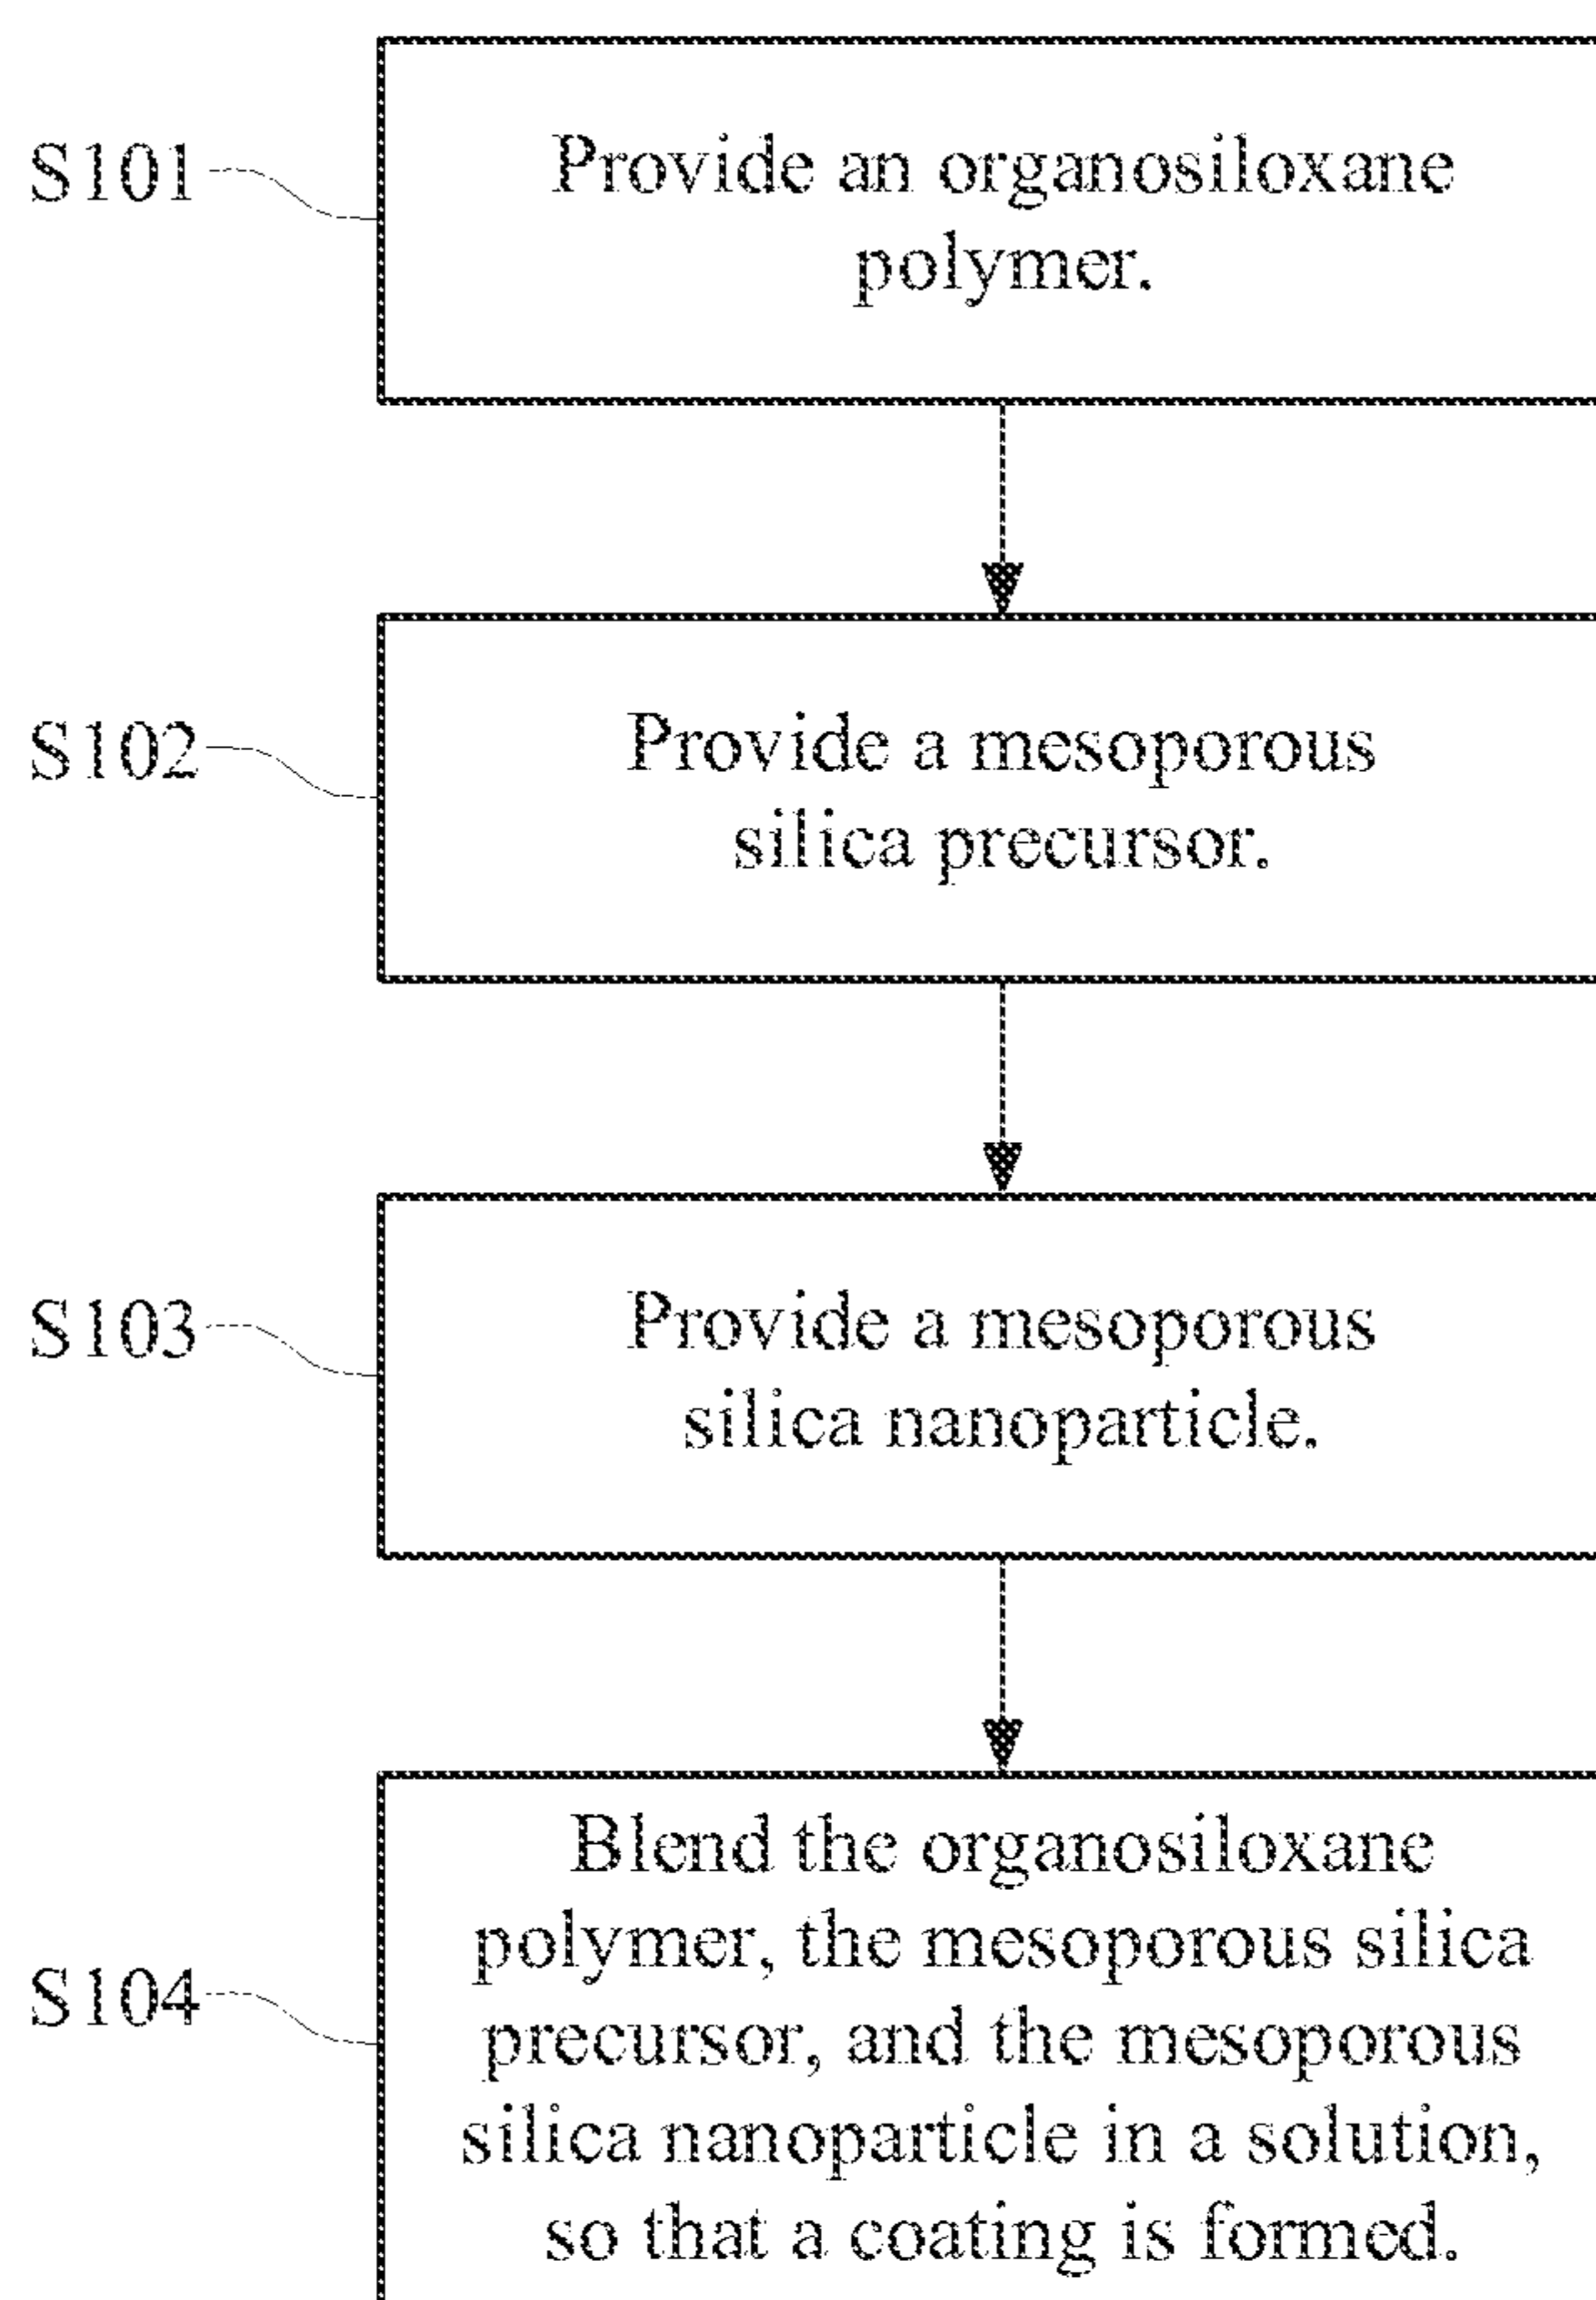 S101
Provide an organosiloxane
polymer.
S102
Provide a mesoporous
silica precursor.
S103
Provide a mesoporous
silica nanoparticle.
S104
Blend the organosiloxane
polymer, the mesoporous silica
precursor, and the mesoporous
silica nanoparticle in a solution,
so that a coating is formed.